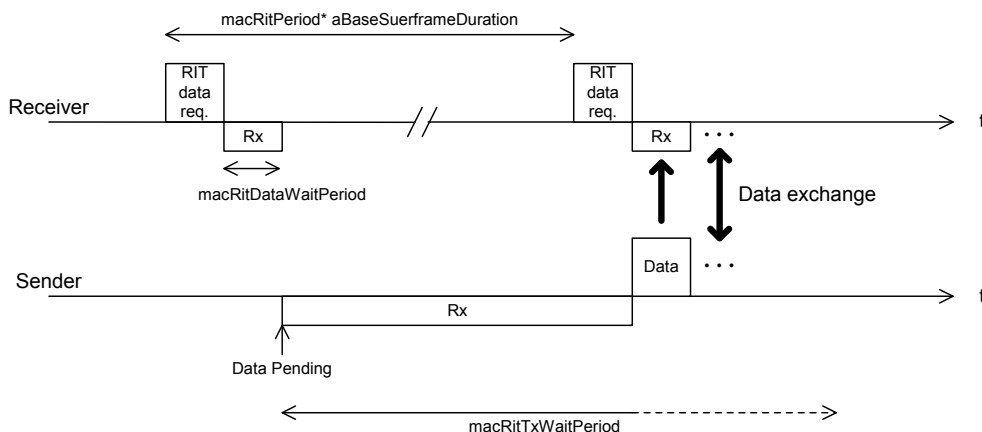 macRitPeriod* aBaseSuerframeDuration
RIT
data
req.
RIT
data
req.
Receiver
t
Rx
Rx
...
macRitDataWaitPeriod
Data exchange
Sender
Data
...
t
Rx
Data Pending
macRitTxWaitPeriod